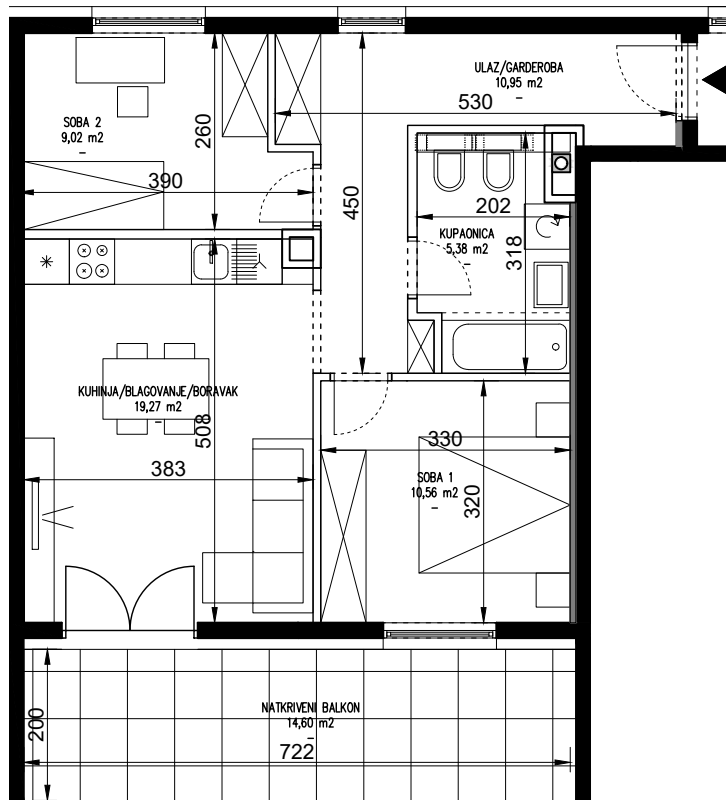 ULAZ/GARDEROBA
10,95 m2
–
530
SOBA 2
9,02 m2
–
260
390
450
202
KUPAONICA
5,38 m2
–
318
KUHINJA/BLAGOVANJE/BORAVAK
19,27 m2
–
508
383
330
SOBA 1
10,56 m2
–
320
NATKRIVENI BALKON
14,60 m2
–
200
722